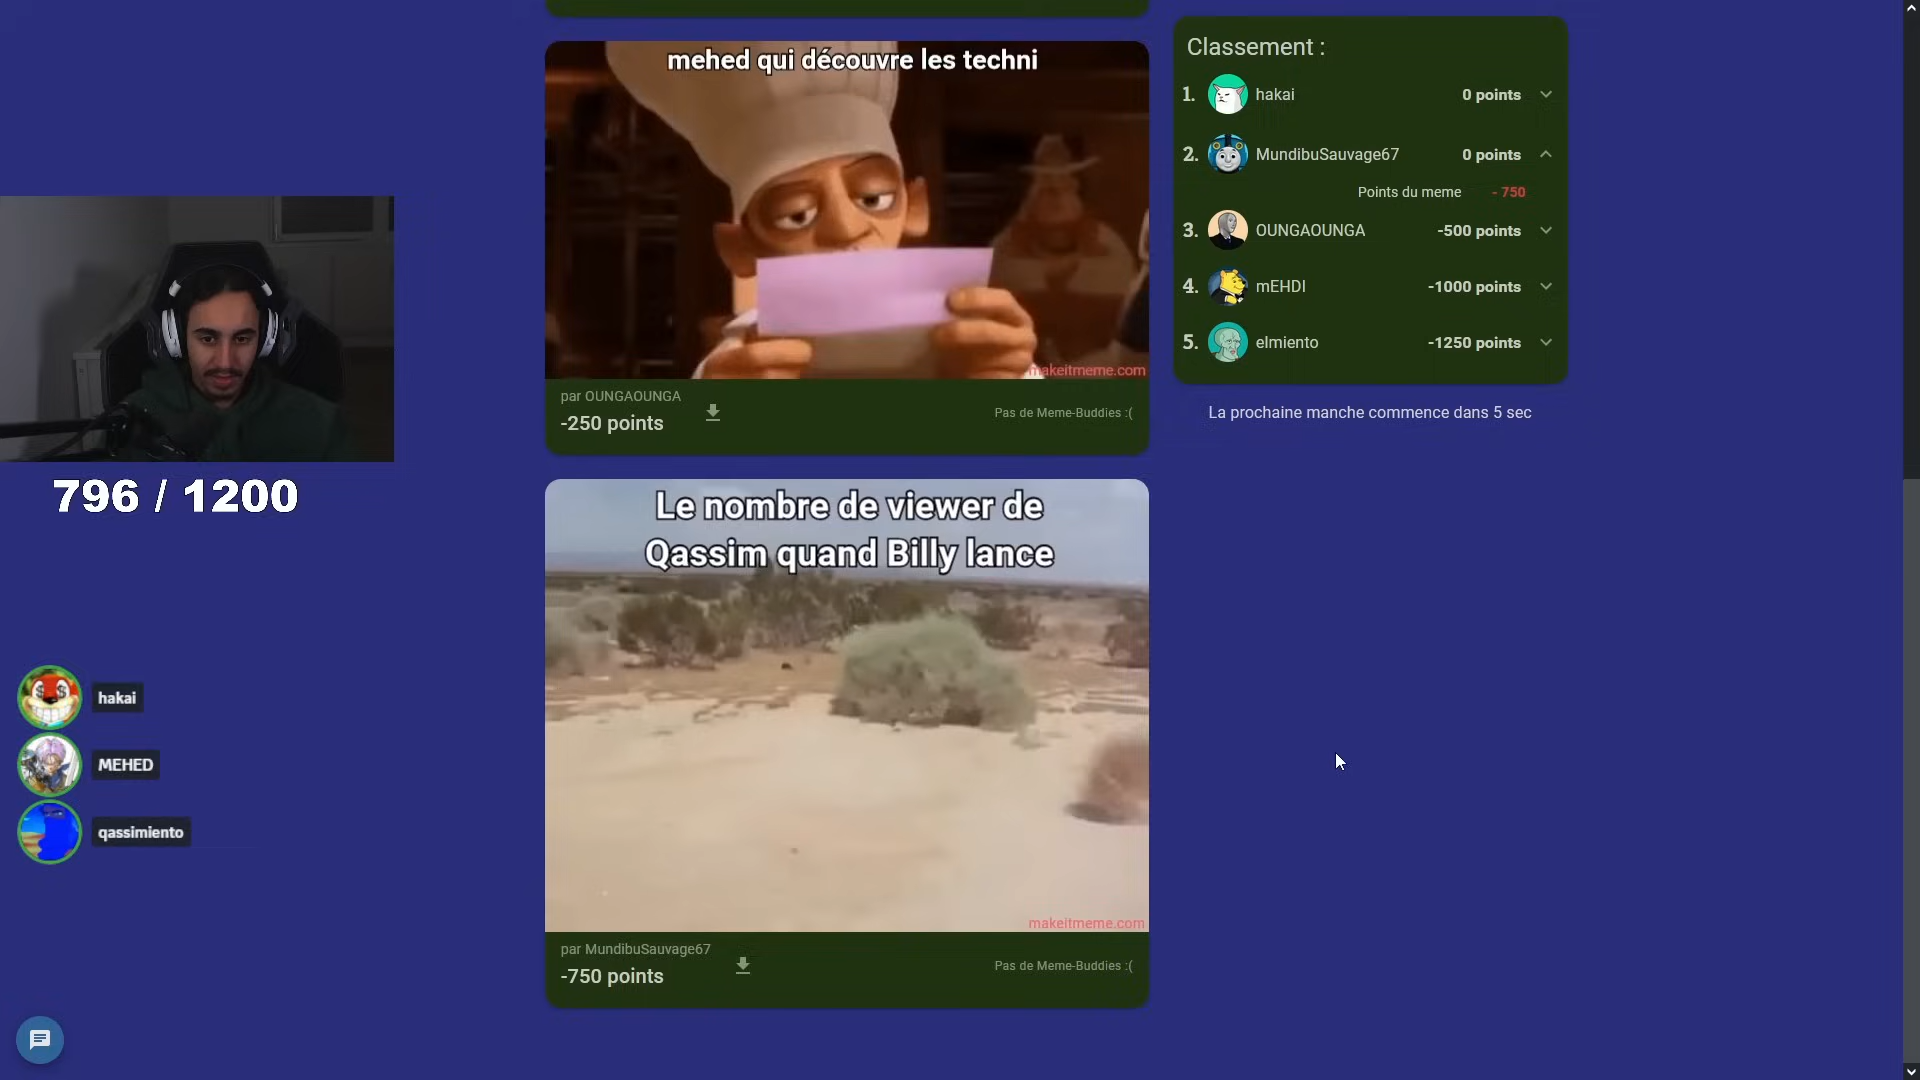 mehed qui découvre les techni
makeitmeme.com
par OUNGAOUNGA
-250 points
Pas de Meme-Buddies :(
Le nombre de viewer de
Qassim quand Billy lance
makeitmeme.com
par MundibuSauvage67
-750 points
Pas de Meme-Buddies :(
Classement :
1. hakai 0 points
2. MundibuSauvage67 0 points
Points du meme - 750
3. OUNGAOUNGA -500 points
4. mEHDI -1000 points
5. elmiento -1250 points
La prochaine manche commence dans 5 sec
796 / 1200
hakai
MEHED
qassimiento